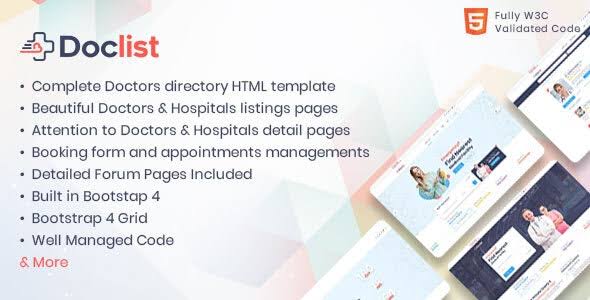 Fully W3C
Validated Code
Doclist
• Complete Doctors directory HTML template
• Beautiful Doctors & Hospitals listings pages
• Attention to Doctors & Hospitals detail pages
• Booking form and appointments managements
• Detailed Forum Pages Included
• Built in Bootstap 4
• Bootstrap 4 Grid
• Well Managed Code
& More
Find Nearest